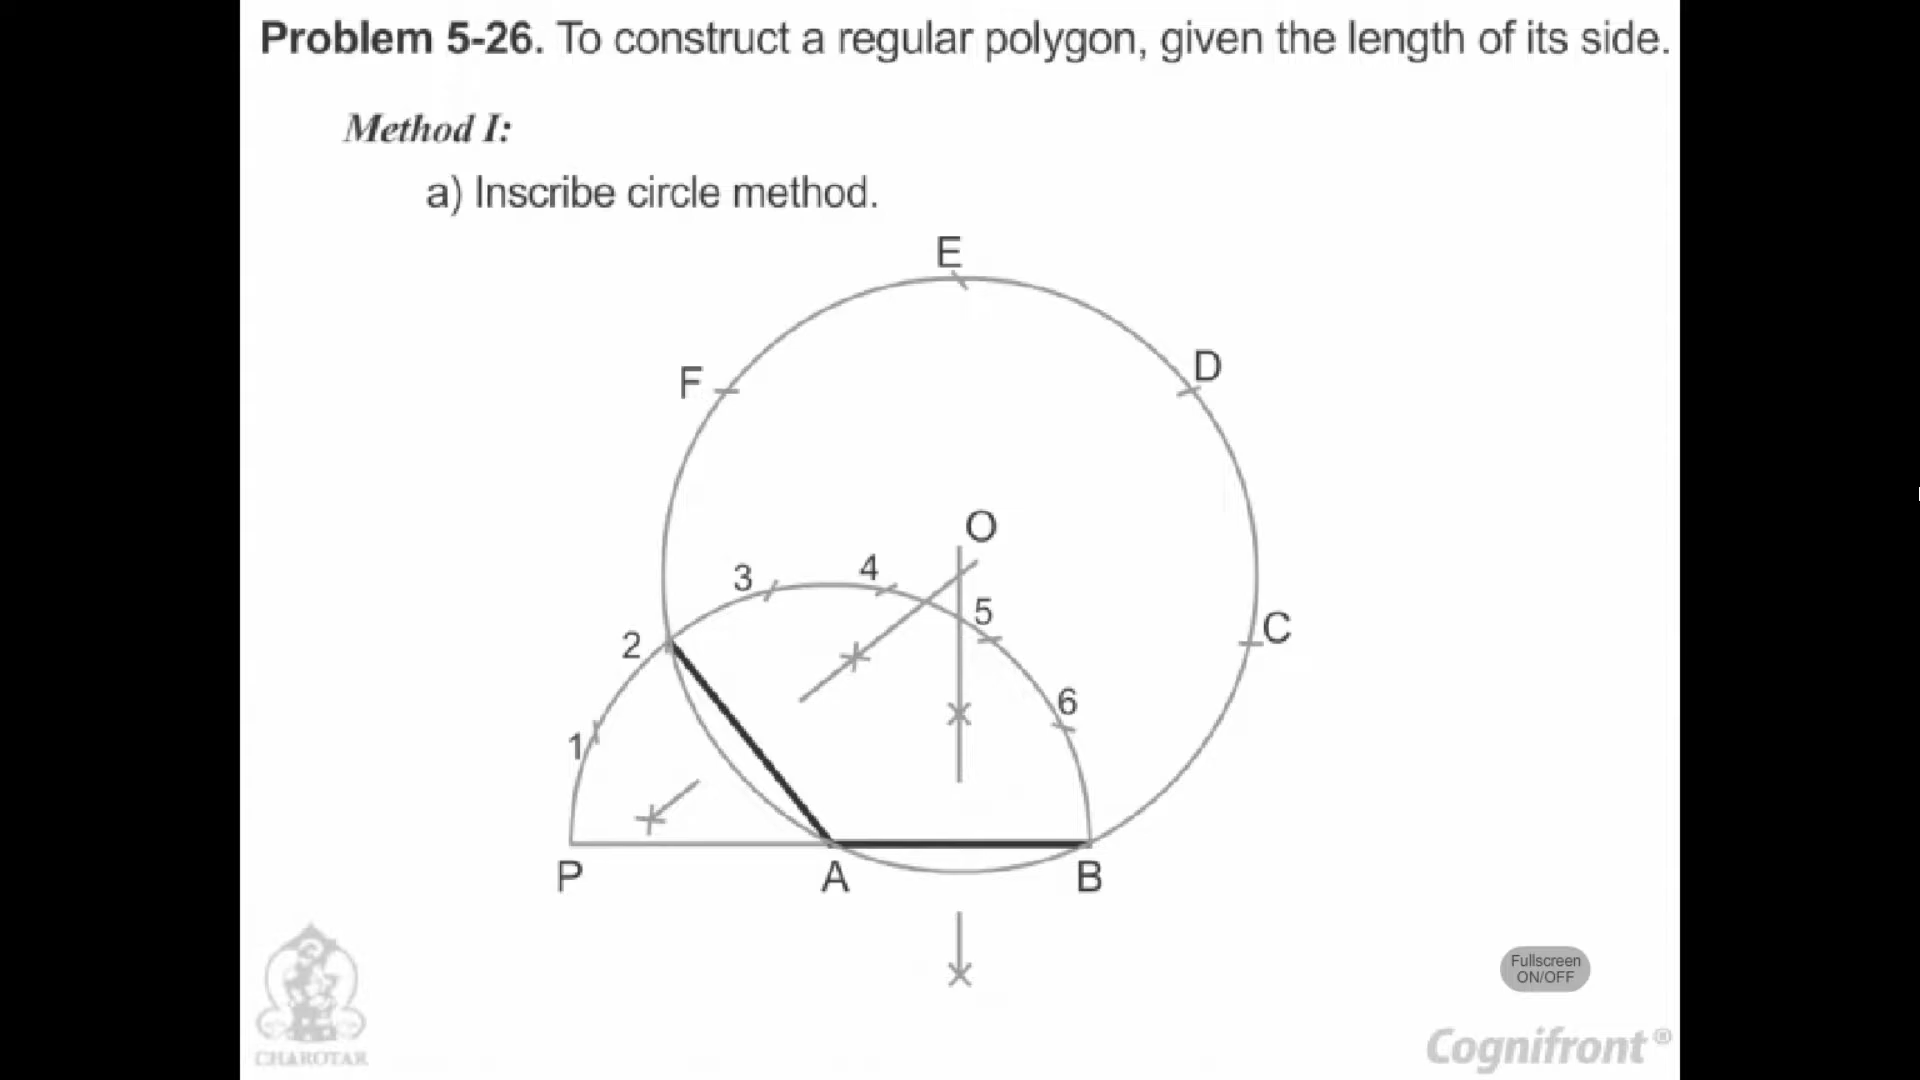 Problem 5-26. To construct a regular polygon, given the length of its side.
Method I:
a) Inscribe circle method.
E
F
D
O
3
4
5
2
C
6
1
P
A
B
Fullscreen
ON/OFF
CHAROTAR
Cognifront®